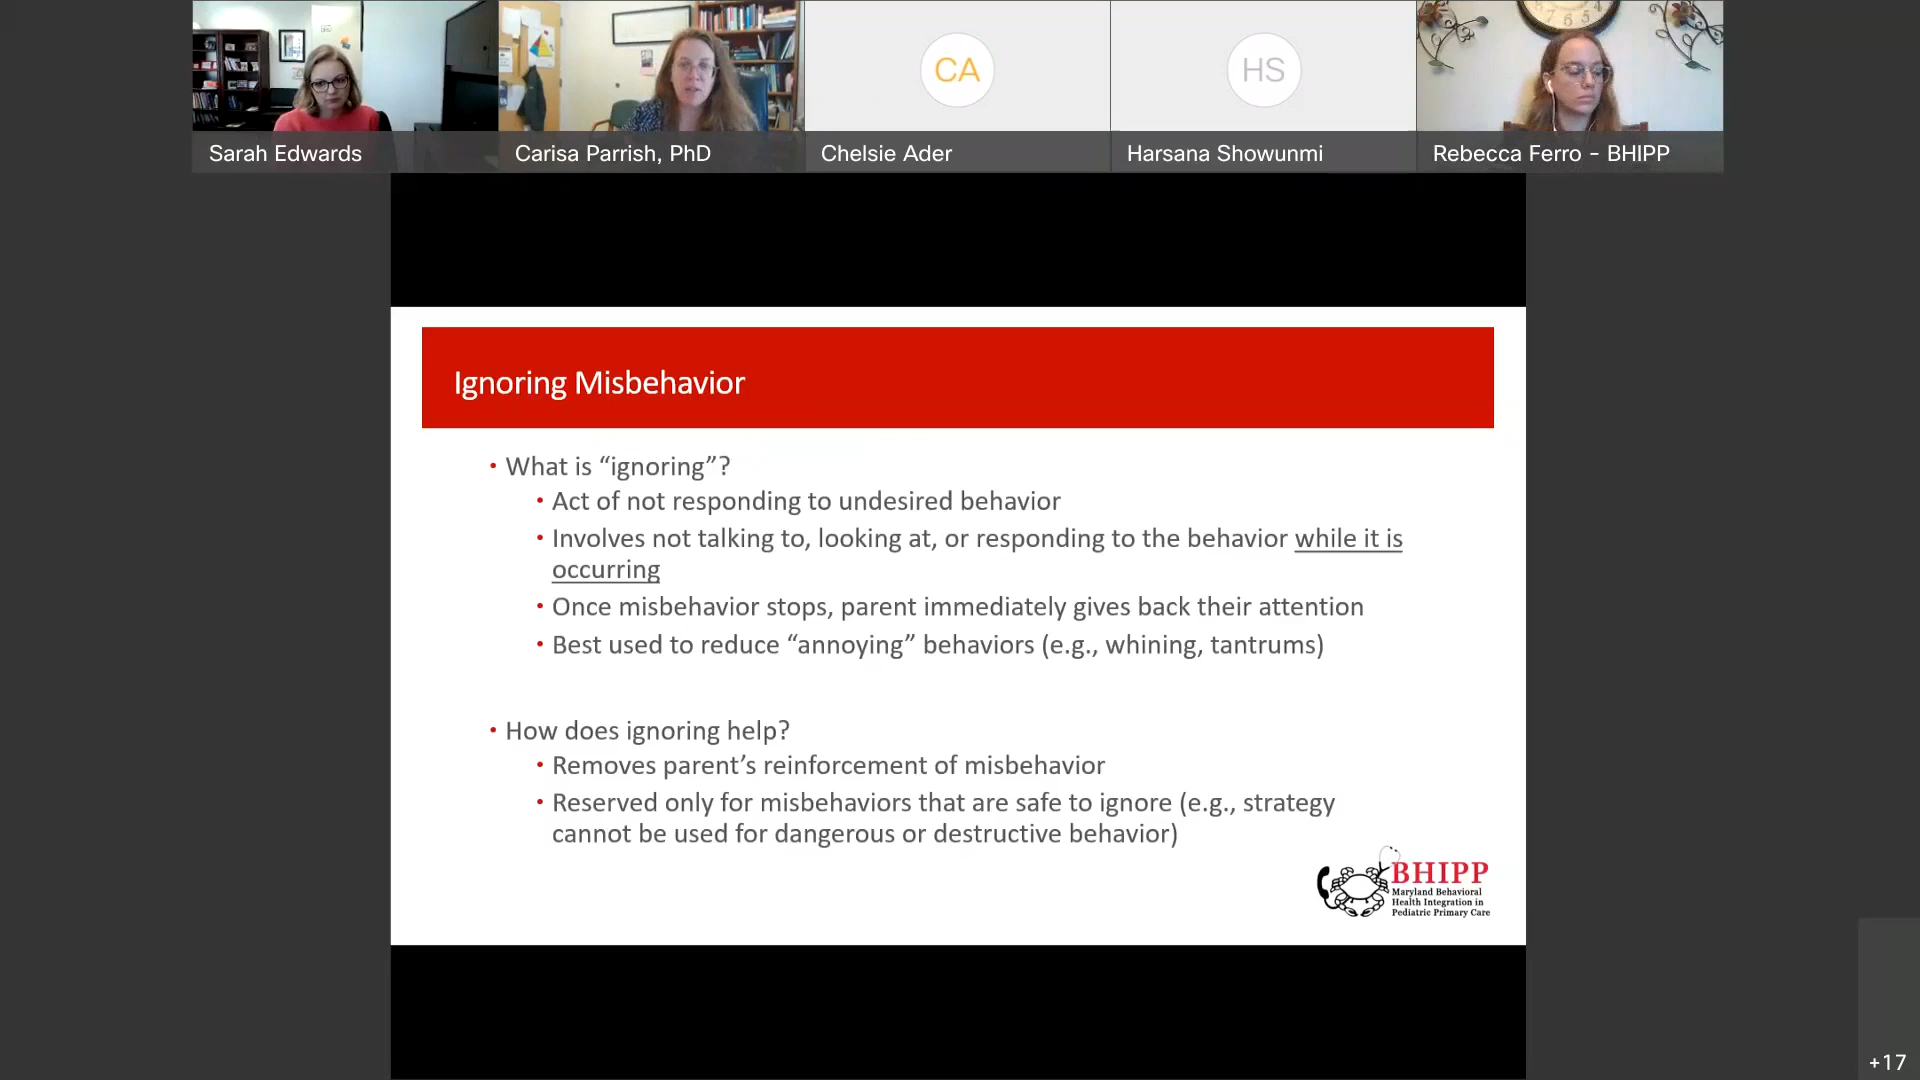 CA
HS
Sarah Edwards
Carisa Parrish, PhD
Chelsie Ader
Harsana Showunmi
Rebecca Ferro - BHIPP
Ignoring Misbehavior
• What is “ignoring”?
• Act of not responding to undesired behavior
• Involves not talking to, looking at, or responding to the behavior while it is
occurring
• Once misbehavior stops, parent immediately gives back their attention
• Best used to reduce “annoying” behaviors (e.g., whining, tantrums)
• How does ignoring help?
• Removes parent’s reinforcement of misbehavior
• Reserved only for misbehaviors that are safe to ignore (e.g., strategy
cannot be used for dangerous or destructive behavior)
BHIPP
Maryland Behavioral
Health Integration in
Pediatric Primary Care
+17